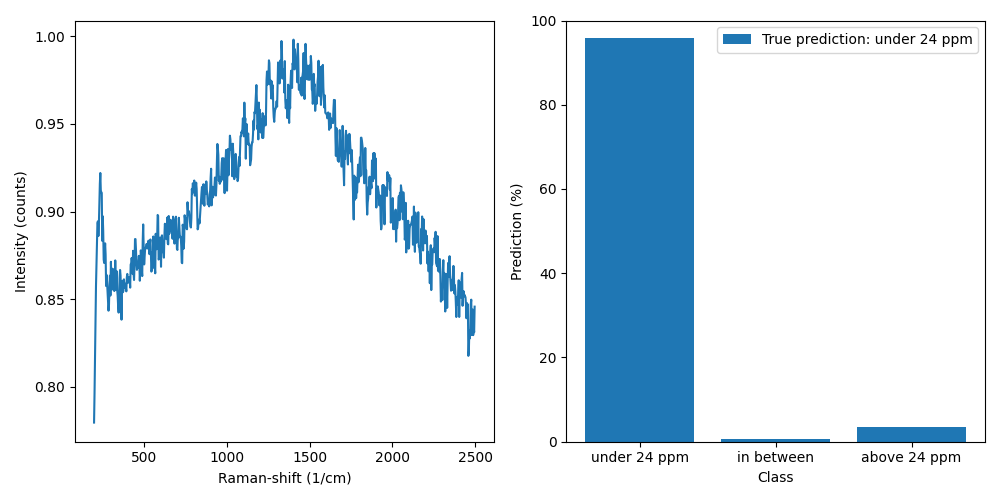 1.00
0.95
0.90
0.85
0.80
Intensity (counts)
500
1000
1500
2000
2500
Raman-shift (1/cm)
100
80
60
40
20
0
Prediction (%)
True prediction: under 24 ppm
under 24 ppm
in between
above 24 ppm
Class